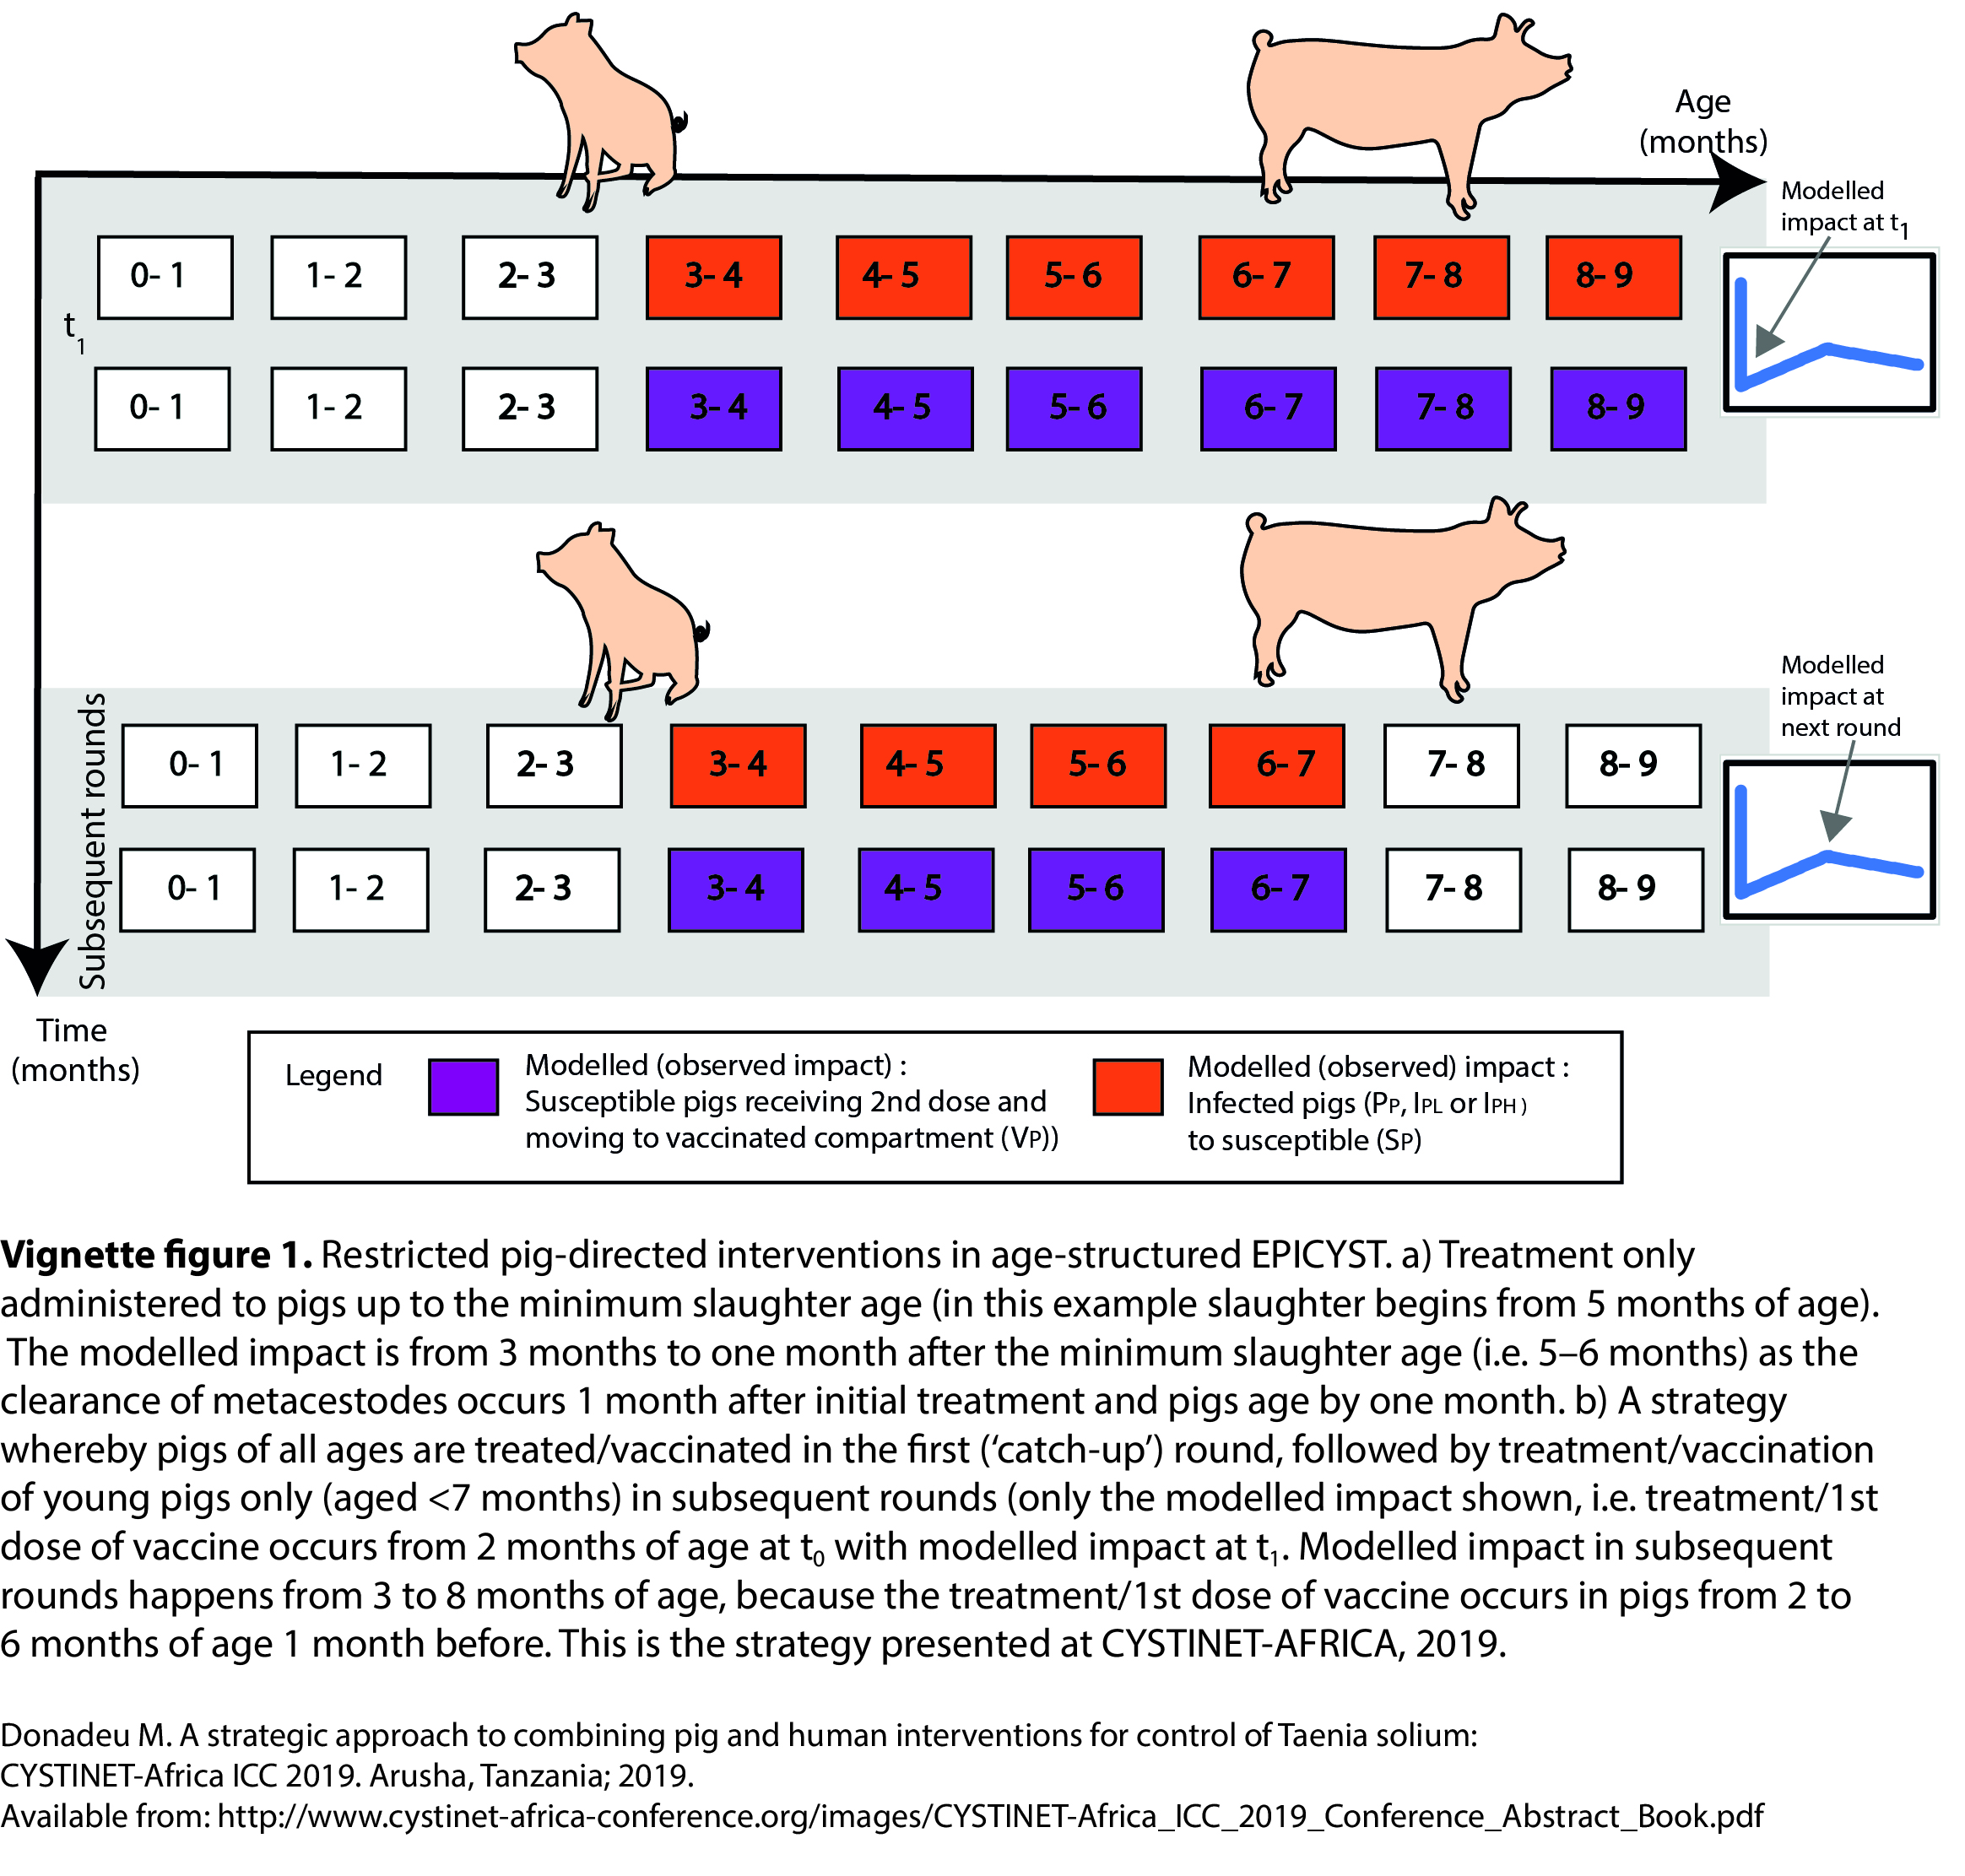 Age
(months)
Modelled
impact at t1
0- 1 1- 2 2- 3 3- 4 4- 5 5- 6 6- 7 7- 8 8- 9
t1
0- 1 1- 2 2- 3 3- 4 4- 5 5- 6 6- 7 7- 8 8- 9
Subsequent rounds
Modelled
impact at
next round
0- 1 1- 2 2- 3 3- 4 4- 5 5- 6 6- 7 7- 8 8- 9
0- 1 1- 2 2- 3 3- 4 4- 5 5- 6 6- 7 7- 8 8- 9
Time
(months)
Legend
Modelled (observed impact) :
Susceptible pigs receiving 2nd dose and
moving to vaccinated compartment (VP))
Modelled (observed) impact :
Infected pigs (PP, IPL or IPH )
to susceptible (SP)
Vignette figure 1. Restricted pig-directed interventions in age-structured EPICYST. a) Treatment only
administered to pigs up to the minimum slaughter age (in this example slaughter begins from 5 months of age).
The modelled impact is from 3 months to one month after the minimum slaughter age (i.e. 5–6 months) as the
clearance of metacestodes occurs 1 month after initial treatment and pigs age by one month. b) A strategy
whereby pigs of all ages are treated/vaccinated in the first (‘catch-up’) round, followed by treatment/vaccination
of young pigs only (aged <7 months) in subsequent rounds (only the modelled impact shown, i.e. treatment/1st
dose of vaccine occurs from 2 months of age at t0 with modelled impact at t1. Modelled impact in subsequent
rounds happens from 3 to 8 months of age, because the treatment/1st dose of vaccine occurs in pigs from 2 to
6 months of age 1 month before. This is the strategy presented at CYSTINET-AFRICA, 2019.
Donadeu M. A strategic approach to combining pig and human interventions for control of Taenia solium:
CYSTINET-Africa ICC 2019. Arusha, Tanzania; 2019.
Available from: http://www.cystinet-africa-conference.org/images/CYSTINET-Africa_ICC_2019_Conference_Abstract_Book.pdf